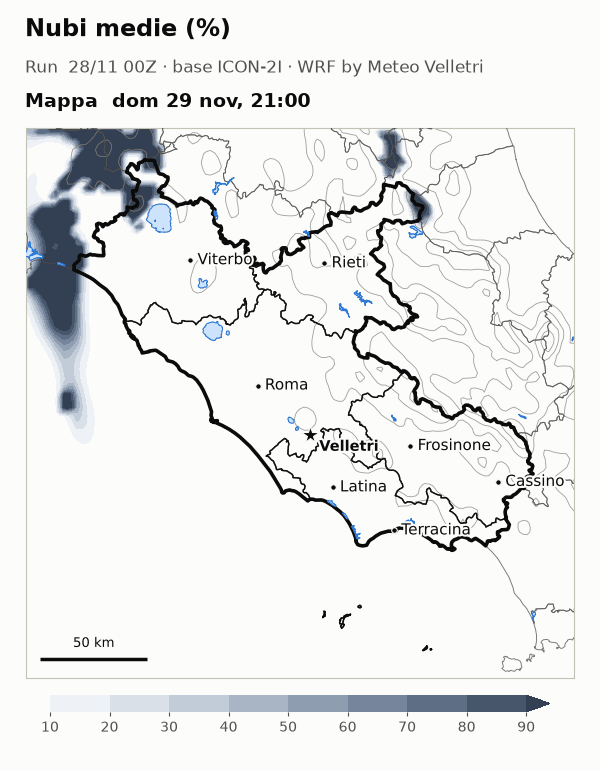 Nubi medie (%)
Run  28/11 00Z · base ICON-2I · WRF by Meteo Velletri
Mappa  dom 29 nov, 21:00
Viterbo
Rieti
Roma
Velletri
Frosinone
Latina
Cassino
Terracina
50 km
10 20 30 40 50 60 70 80 90